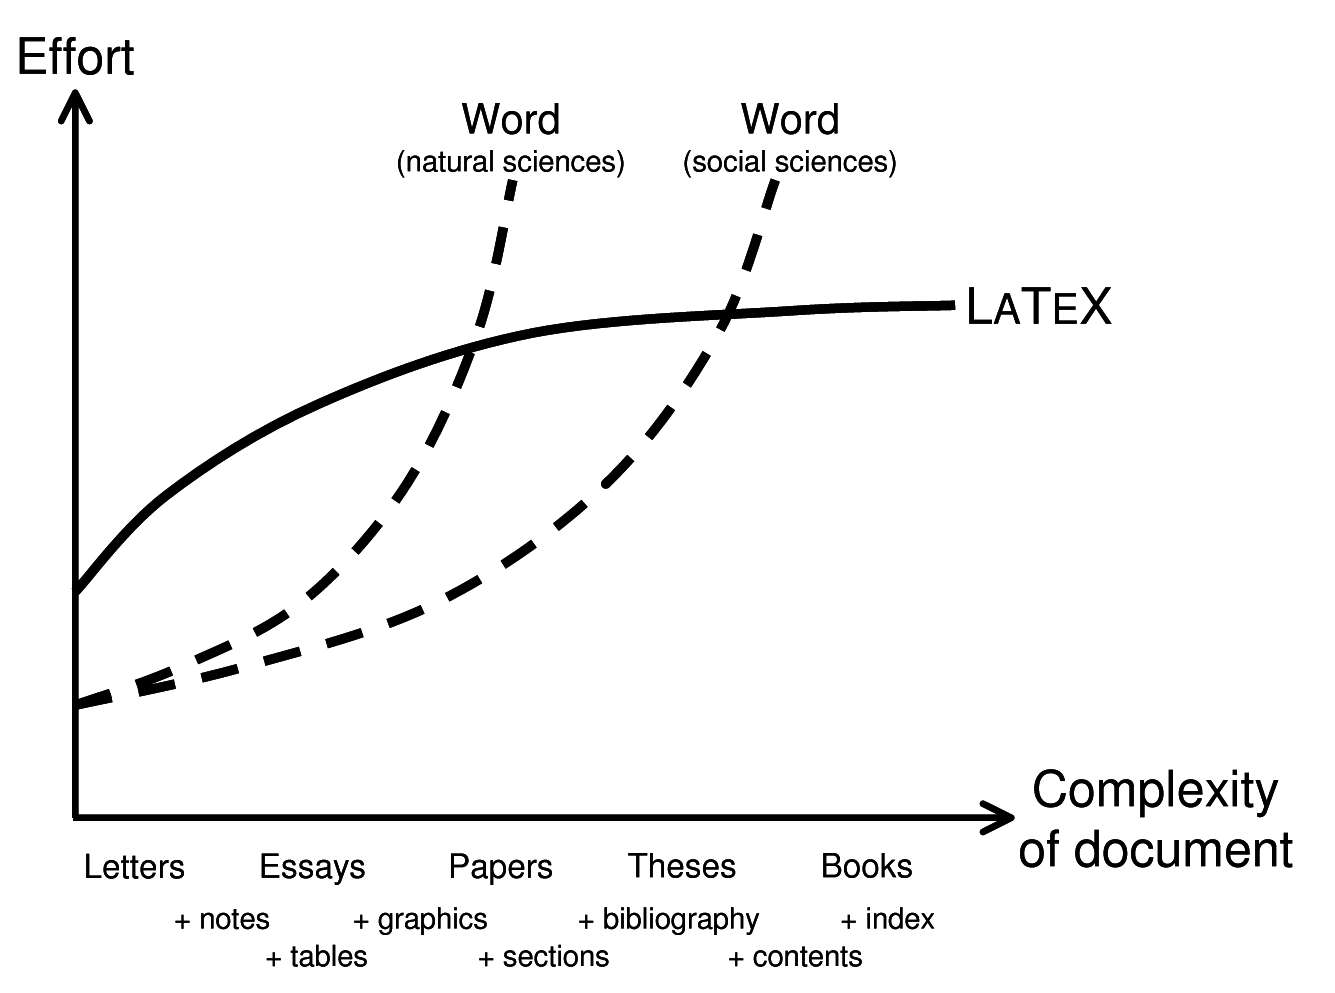 Effort
Word
(natural sciences)
Word
(social sciences)
LATEX
Complexity
of document
Letters
Essays
Papers
Theses
Books
+ notes
+ graphics
+ bibliography
+ index
+ tables
+ sections
+ contents